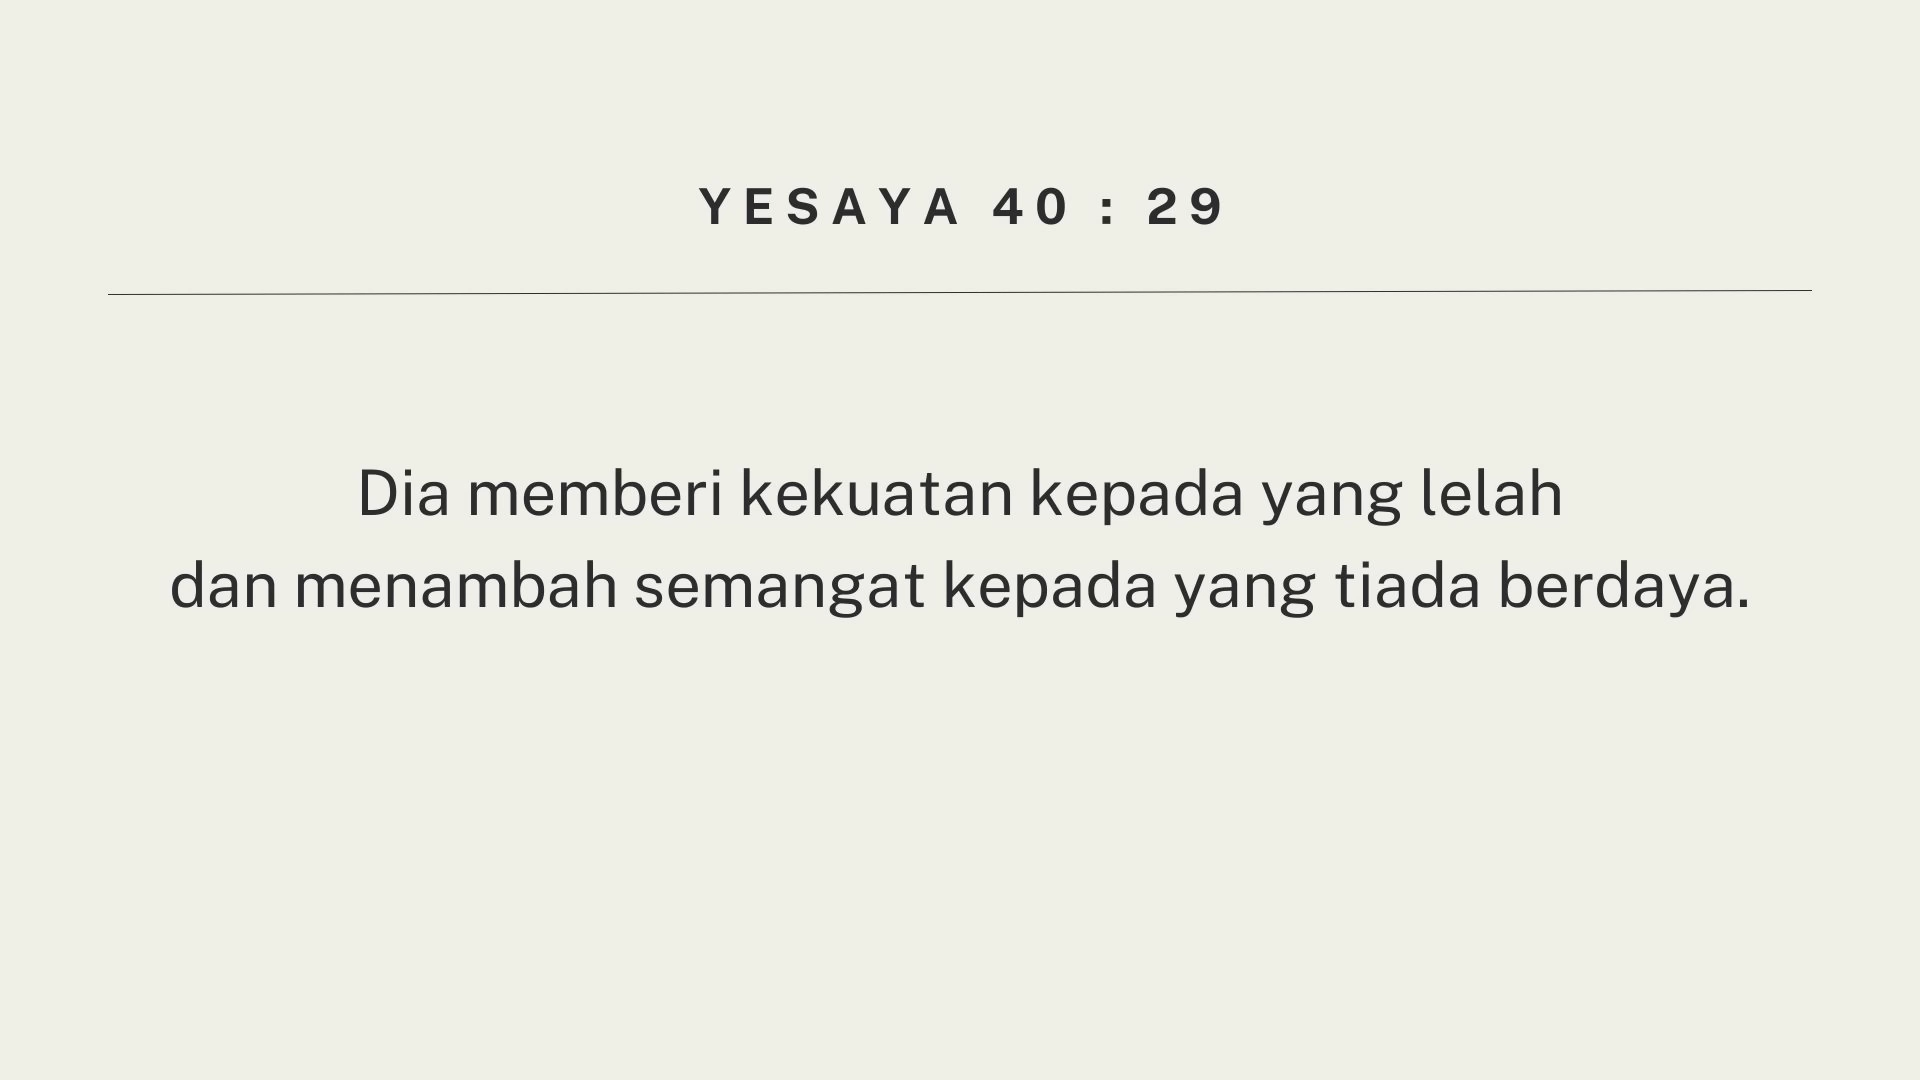 YESAYA 40 : 29
Dia memberi kekuatan kepada yang lelah
dan menambah semangat kepada yang tiada berdaya.